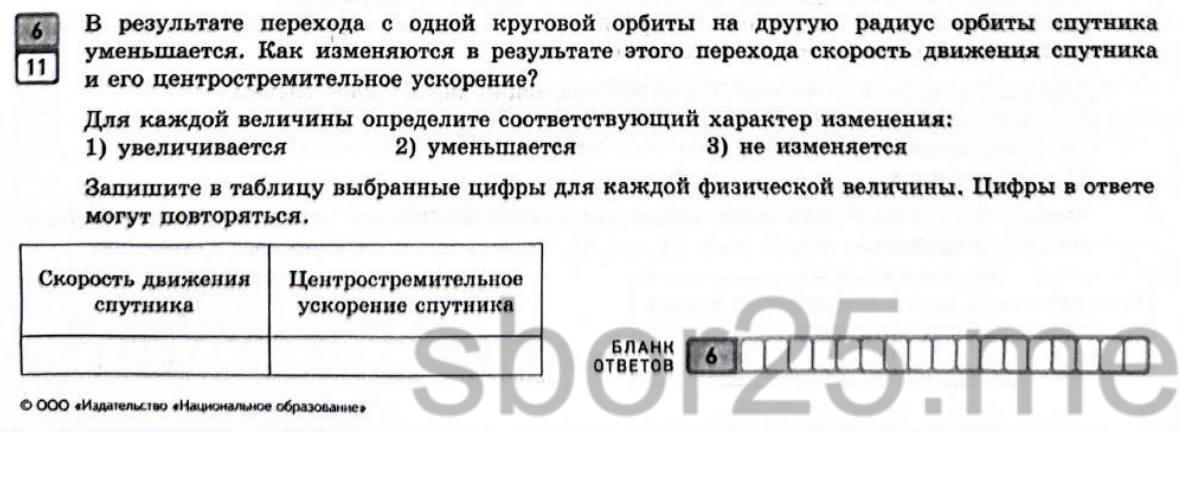 6
11
В результате перехода с одной круговой орбиты на другую радиус орбиты спутника
уменьшается. Как изменяются в результате этого перехода скорость движения спутника
и его центростремительное ускорение?
Для каждой величины определите соответствующий характер изменения:
1) увеличивается 2) уменьшается 3) не изменяется
Запишите в таблицу выбранные цифры для каждой физической величины. Цифры в ответе
могут повторяться.
Скорость движения
спутника
Центростремительное
ускорение спутника
БЛАНК
ОТВЕТОВ
6
© ООО «Издательство «Национальное образование»
sbor25.me